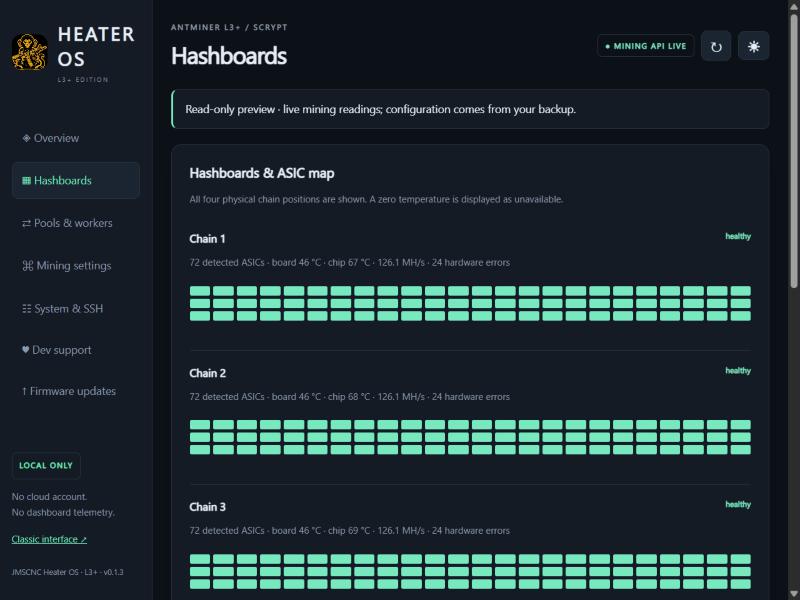 HEATER
OS
L3+ EDITION
◈ Overview
▦ Hashboards
⇄ Pools & workers
⌘ Mining settings
☷ System & SSH
♥ Dev support
↑ Firmware updates
LOCAL ONLY
No cloud account.
No dashboard telemetry.
Classic interface ↗
JMSCNC Heater OS · L3+ · v0.1.3
ANTMINER L3+ / SCRYPT
Hashboards
● MINING API LIVE
Read-only preview · live mining readings; configuration comes from your backup.
Hashboards & ASIC map
All four physical chain positions are shown. A zero temperature is displayed as unavailable.
Chain 1
healthy
72 detected ASICs · board 46 °C · chip 67 °C · 126.1 MH/s · 24 hardware errors
Chain 2
healthy
72 detected ASICs · board 46 °C · chip 68 °C · 126.1 MH/s · 24 hardware errors
Chain 3
healthy
72 detected ASICs · board 46 °C · chip 69 °C · 126.1 MH/s · 24 hardware errors